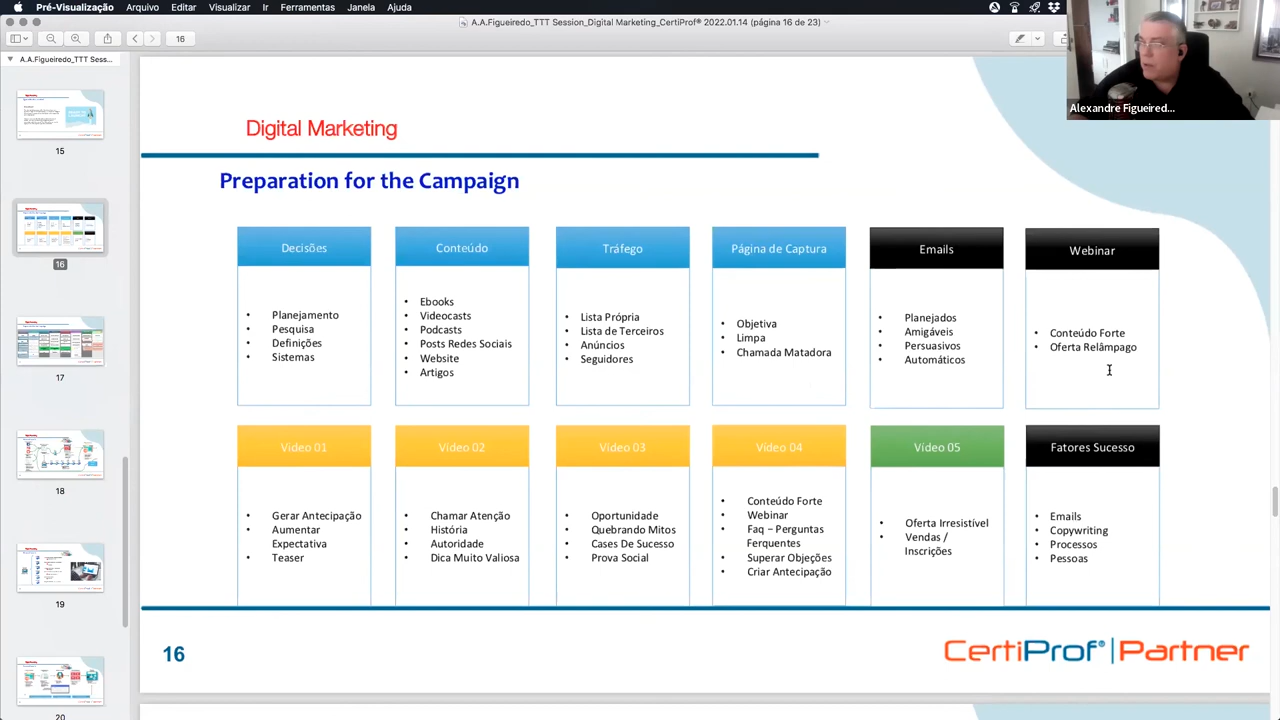 Pré-Visualização Arquivo Editar Visualizar Ir Ferramentas Janela Ajuda
A.A.Figueiredo_TTT Session_Digital Marketing_CertiProf® 2022.01.14 (página 16 de 23)
16
A.A.Figueiredo_TTT Sess...
15
16
17
18
19
20
Alexandre Figueired...
Digital Marketing
Preparation for the Campaign
Decisões
• Planejamento
• Pesquisa
• Definições
• Sistemas
Conteúdo
• Ebooks
• Videocasts
• Podcasts
• Posts Redes Sociais
• Website
• Artigos
Tráfego
• Lista Própria
• Lista de Terceiros
• Anúncios
• Seguidores
Página de Captura
• Objetiva
• Limpa
• Chamada Matadora
Emails
• Planejados
• Amigáveis
• Persuasivos
• Automáticos
Webinar
• Conteúdo Forte
• Oferta Relâmpago
Vídeo 01
• Gerar Antecipação
• Aumentar
Expectativa
• Teaser
Vídeo 02
• Chamar Atenção
• História
• Autoridade
• Dica Muito Valiosa
Vídeo 03
• Oportunidade
• Quebrando Mitos
• Cases De Sucesso
• Prova Social
Vídeo 04
• Conteúdo Forte
• Webinar
• Faq – Perguntas
Ferquentes
• Superar Objeções
• Criar Antecipação
Vídeo 05
• Oferta Irresistível
• Vendas /
Inscrições
Fatores Sucesso
• Emails
• Copywriting
• Processos
• Pessoas
16
CertiProf® | Partner